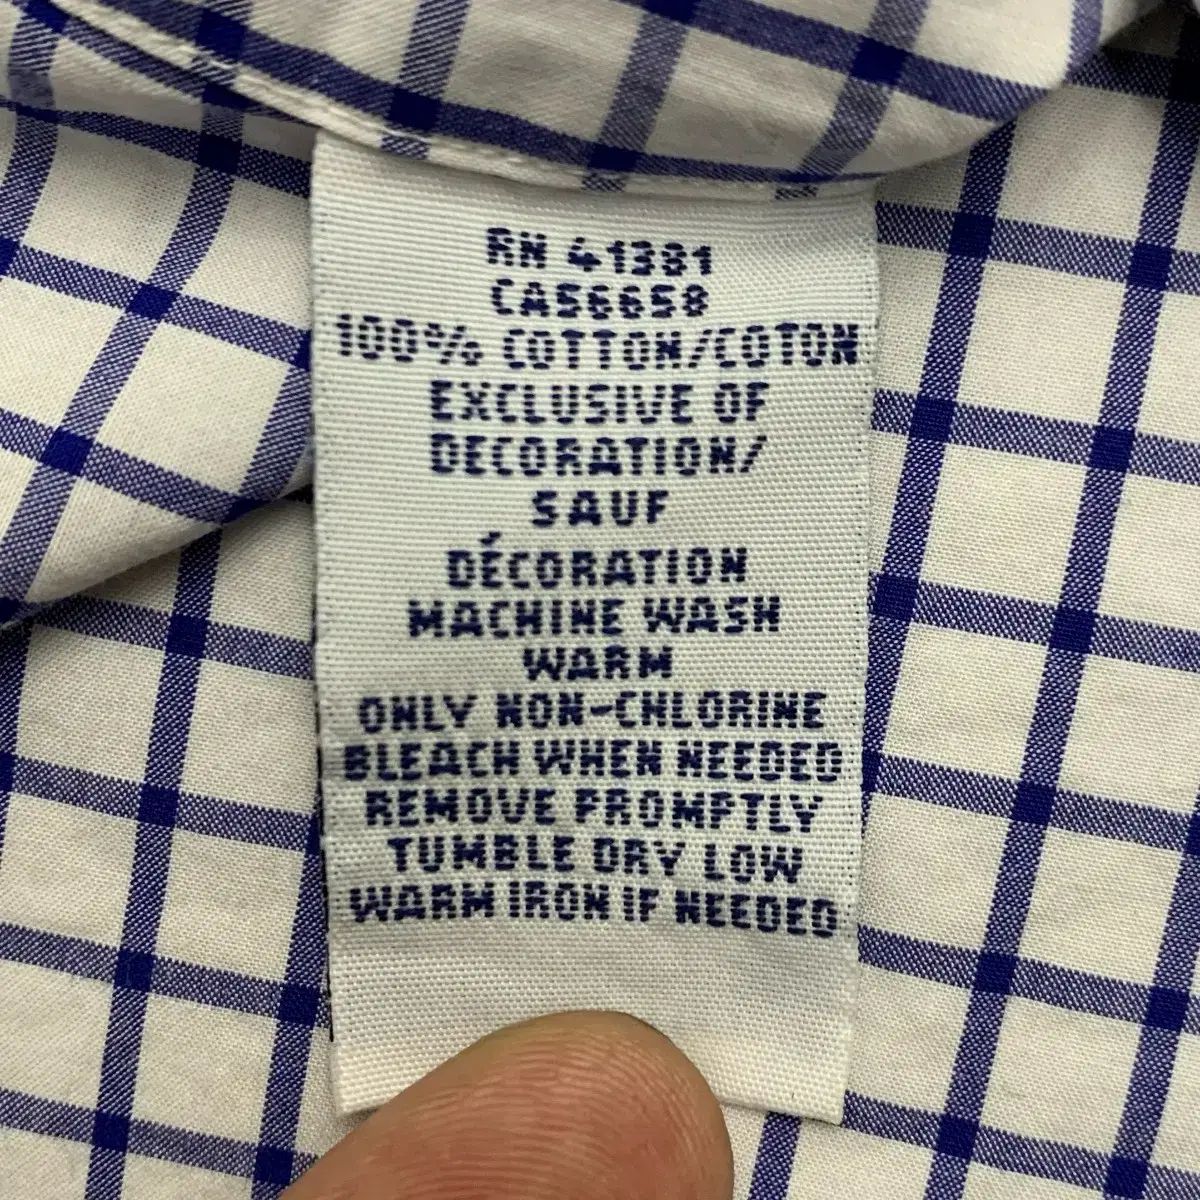 RN 41381
CA56658
100% COTTON/COTON
EXCLUSIVE OF
DECORATION/
SAUF
DÉCORATION
MACHINE WASH
WARM
ONLY NON-CHLORINE
BLEACH WHEN NEEDED
REMOVE PROMPTLY
TUMBLE DRY LOW
WARM IRON IF NEEDED